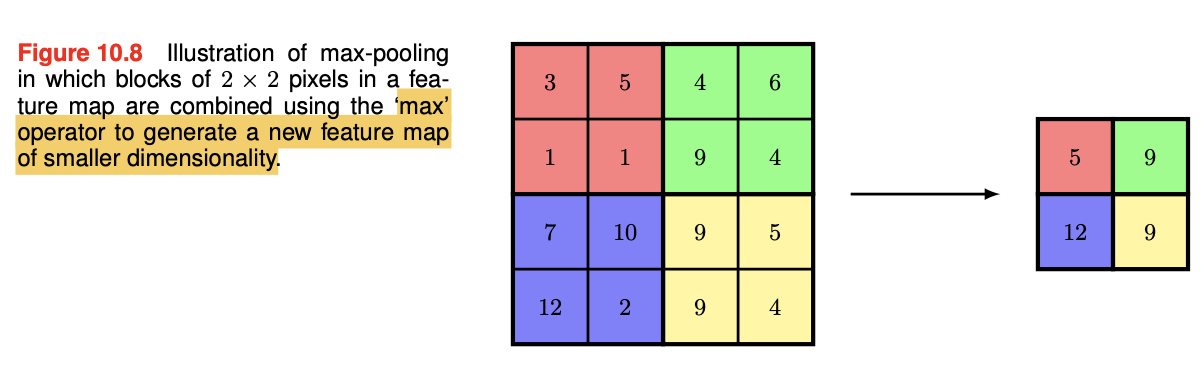 Figure 10.8 Illustration of max-pooling
in which blocks of 2 × 2 pixels in a fea-
ture map are combined using the ‘max’
operator to generate a new feature map
of smaller dimensionality.
3 5 4 6
1 1 9 4
7 10 9 5
12 2 9 4
5 9
12 9